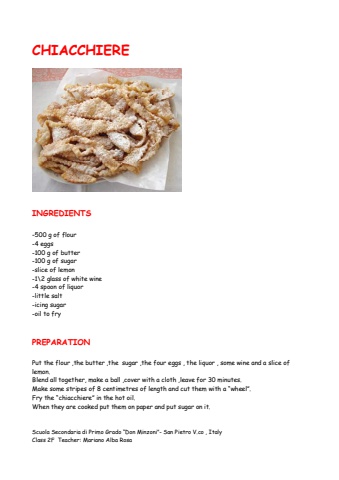 CHIACCHIERE
INGREDIENTS
-500 g of flour
-4 eggs
-100 g of butter
-100 g of sugar
-slice of lemon
-1\2 glass of white wine
-4 spoon of liquor
-little salt
-icing sugar
-oil to fry
PREPARATION
Put the flour ,the butter ,the sugar ,the four eggs , the liquor , some wine and a slice of
lemon.
Blend all together, make a ball ,cover with a cloth ,leave for 30 minutes.
Make some stripes of 8 centimetres of length and cut them with a “wheel”.
Fry the “chiacchiere” in the hot oil.
When they are cooked put them on paper and put sugar on it.
Scuola Secondaria di Primo Grado “Don Minzoni”- San Pietro V.co , Italy
Class 2F Teacher: Mariano Alba Rosa